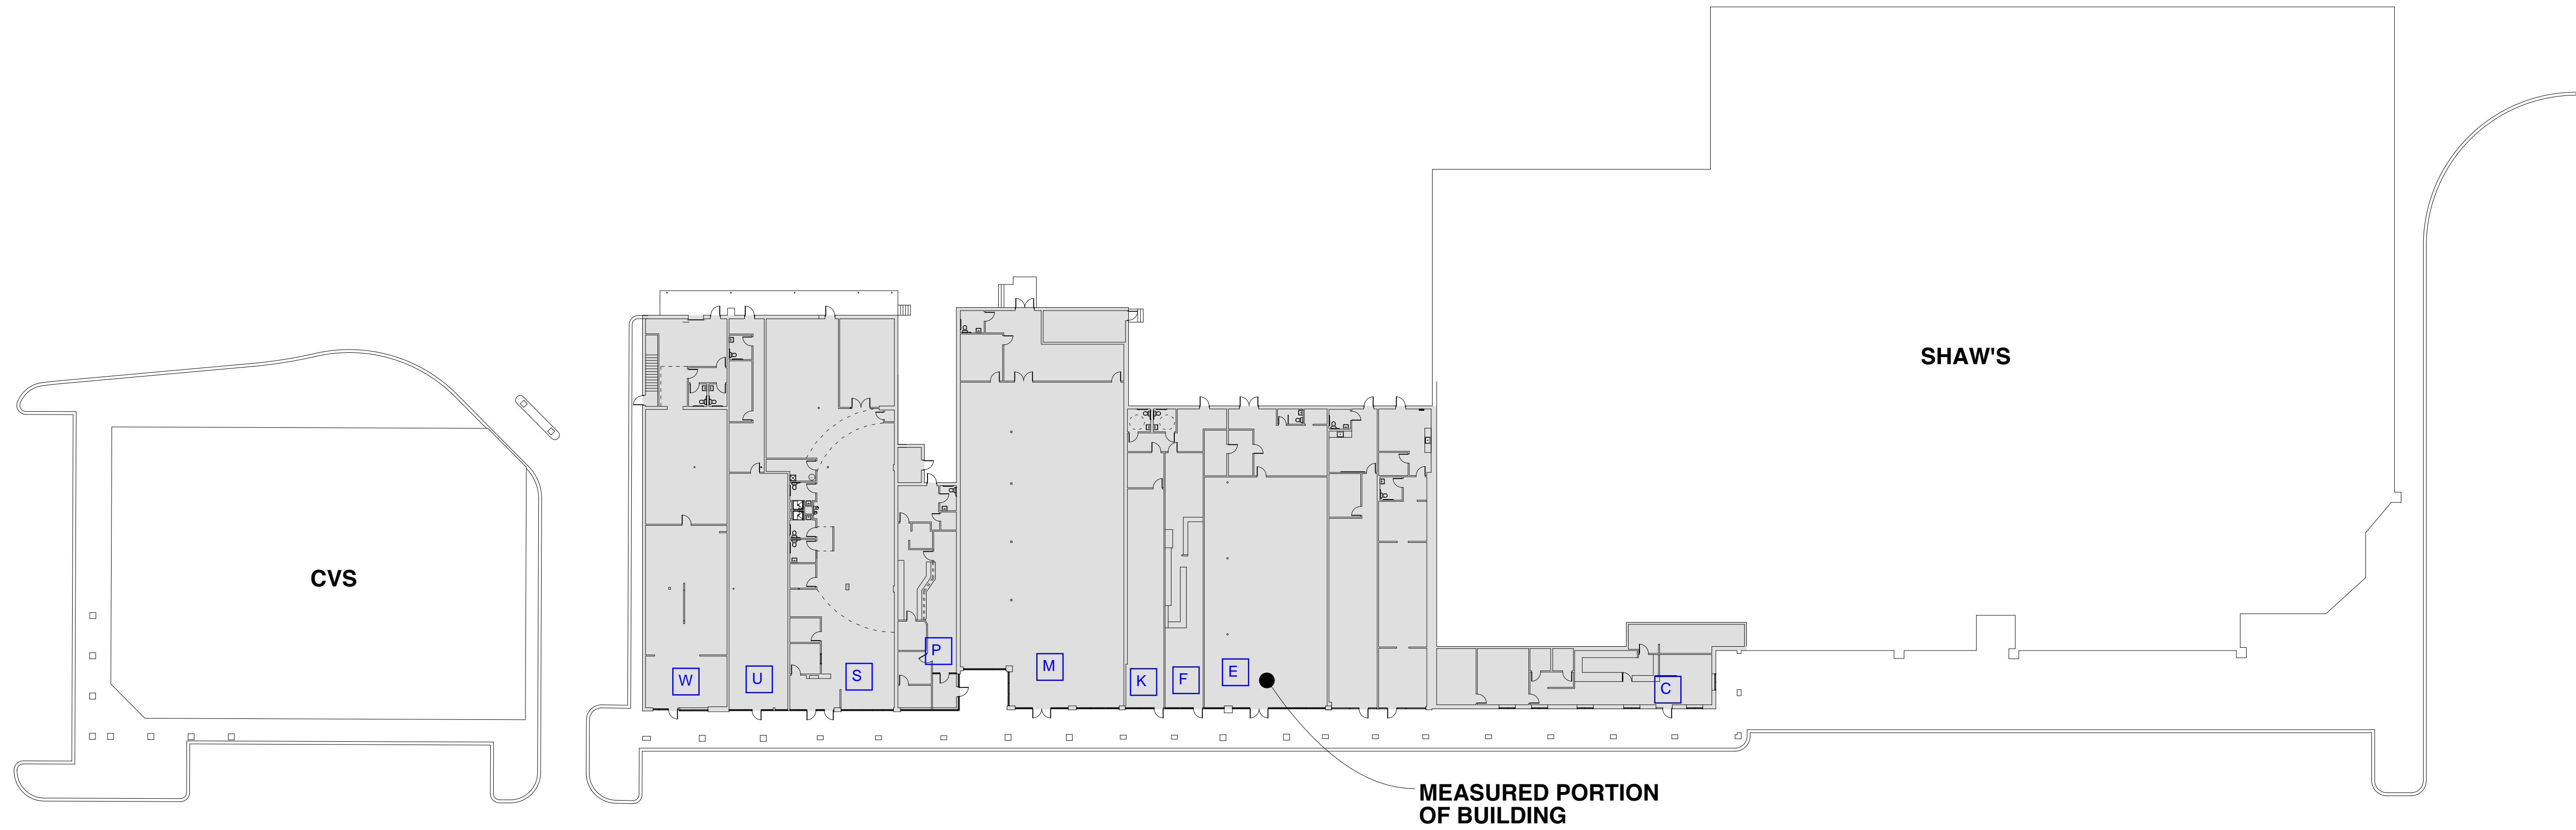 SHAW'S
CVS
W
U
S
P
M
K
F
E
C
MEASURED PORTION
OF BUILDING